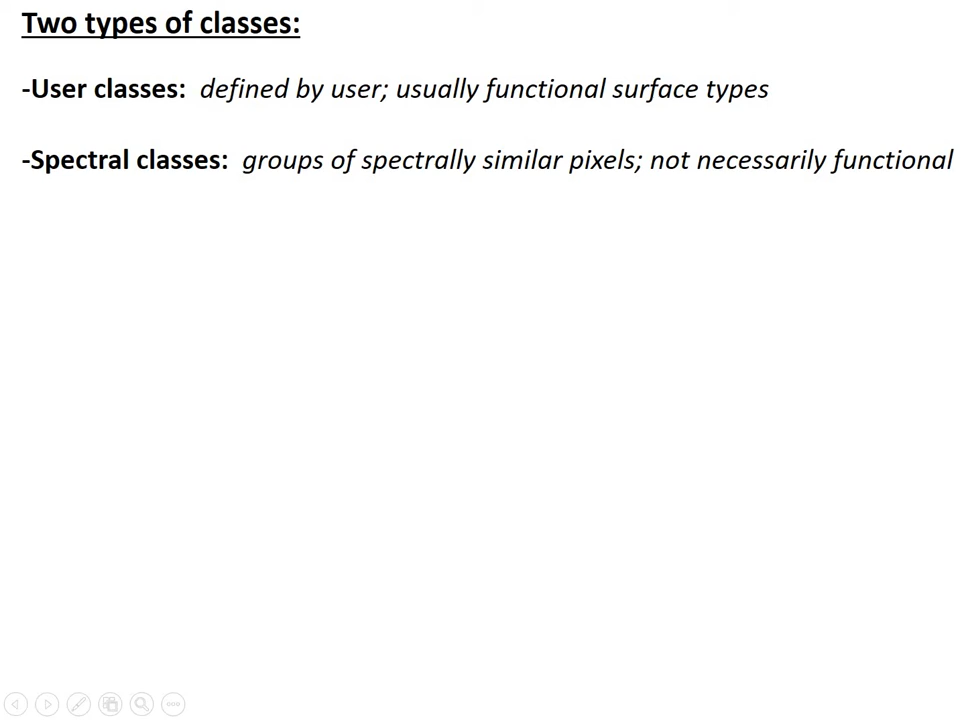 Two types of classes:
-User classes: defined by user; usually functional surface types
-Spectral classes: groups of spectrally similar pixels; not necessarily functional